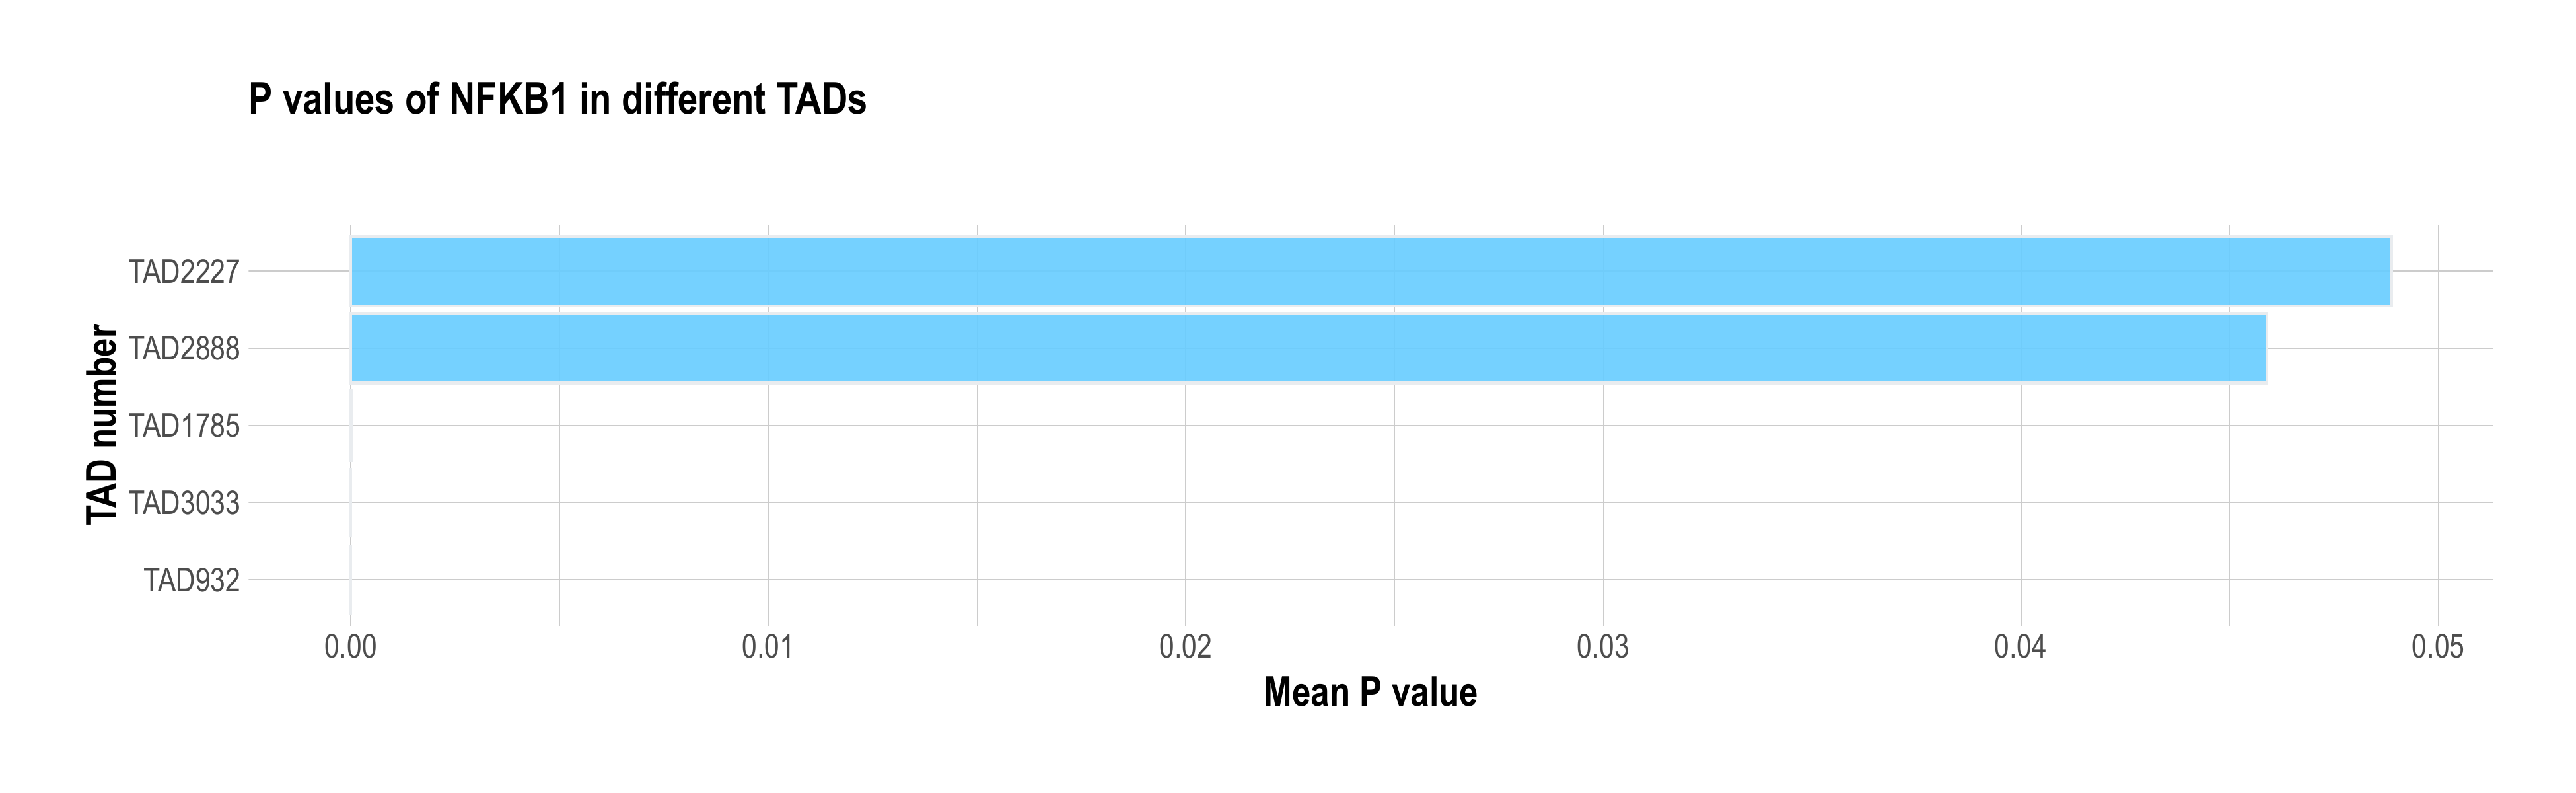 P values of NFKB1 in different TADs
TAD number
TAD2227
TAD2888
TAD1785
TAD3033
TAD932
0.00 0.01 0.02 0.03 0.04 0.05
Mean P value